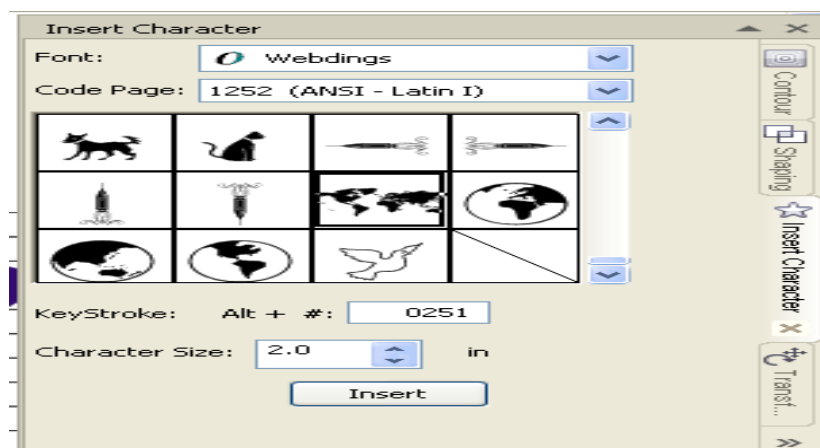 Insert Character
Font: O Webdings
Code Page: 1252 (ANSI - Latin I)
KeyStroke: Alt + #: 0251
Character Size: 2.0 in
Insert
Contour
Shaping
Insert Character
Transf...